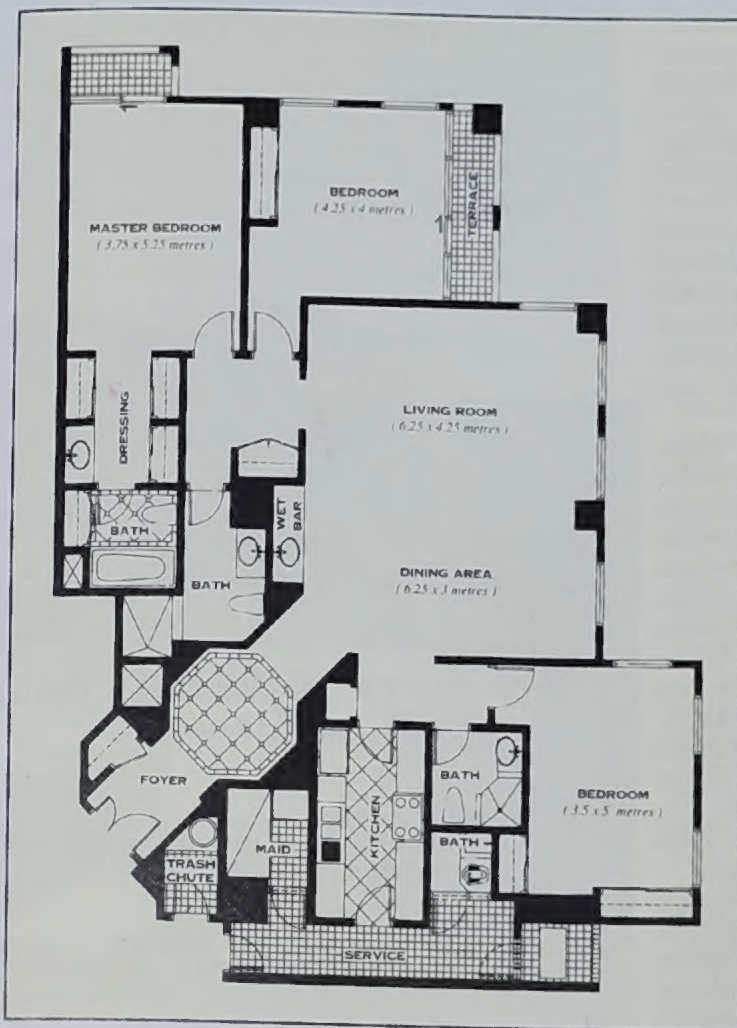 BEDROOM
( 4.25 x 4 metres )
TERRACE
MASTER BEDROOM
( 3.75 x 5.25 metres )
DRESSING
LIVING ROOM
( 6.25 x 4.25 metres )
BATH
WET
BAR
BATH
DINING AREA
( 6.25 x 3 metres )
FOYER
BATH
BEDROOM
( 3.5 x 5 metres )
KITCHEN
MAID
BATH
TRASH
CHUTE
SERVICE